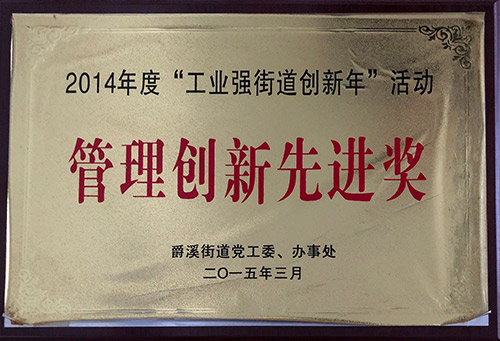 2014年度“工业强街道创新年”活动
管理创新先进奖
爵溪街道党工委、办事处
二〇一五年三月